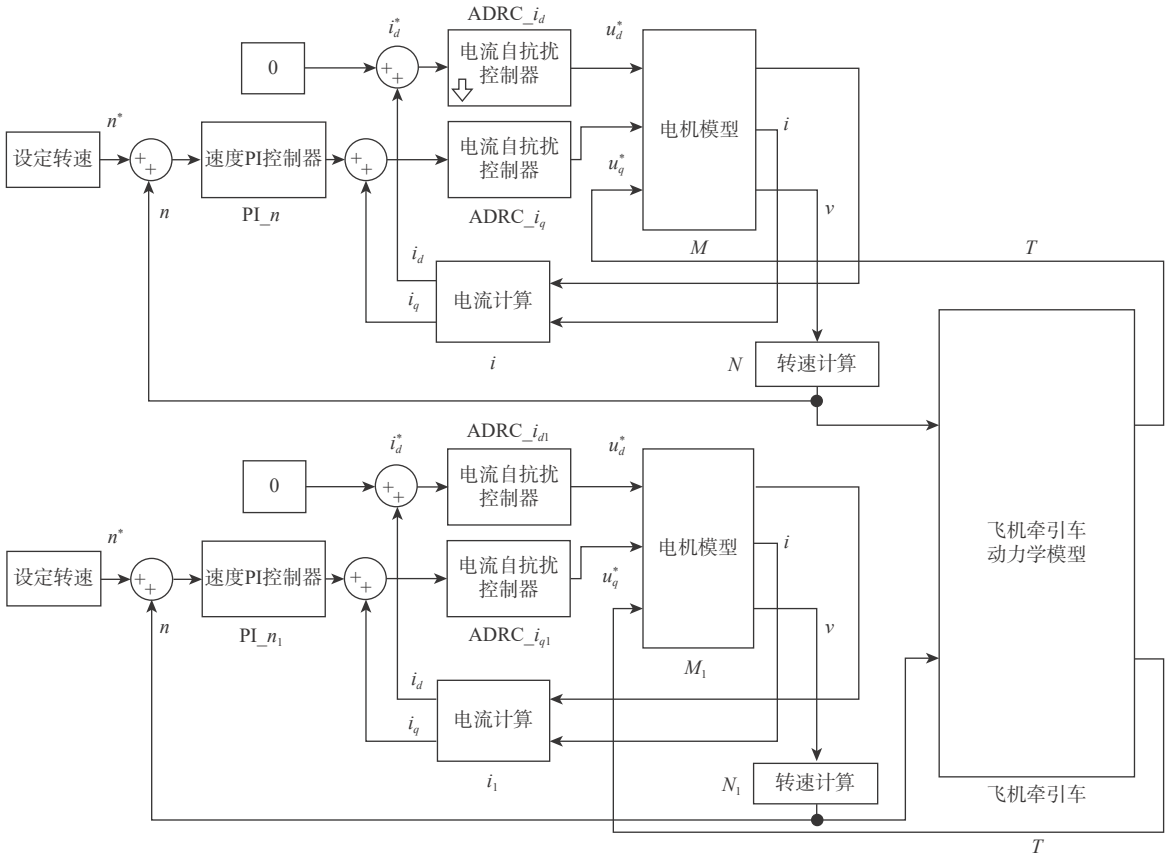 ADRC_i_d
i_d^*
u_d^*
0
+
+
电流自抗扰
控制器
n^*
设定转速
+
+
速度PI控制器
+
+
电流自抗扰
控制器
电机模型
i
u_q^*
n
PI_n
ADRC_i_q
v
M
T
i_d
i_q
电流计算
i
N
转速计算
ADRC_i_{d1}
i_d^*
u_d^*
0
+
+
电流自抗扰
控制器
n^*
设定转速
+
+
速度PI控制器
+
+
电流自抗扰
控制器
电机模型
i
u_q^*
n
PI_n_1
ADRC_i_{q1}
v
M_1
i_d
i_q
电流计算
i_1
N_1
转速计算
飞机牵引车
动力学模型
飞机牵引车
T